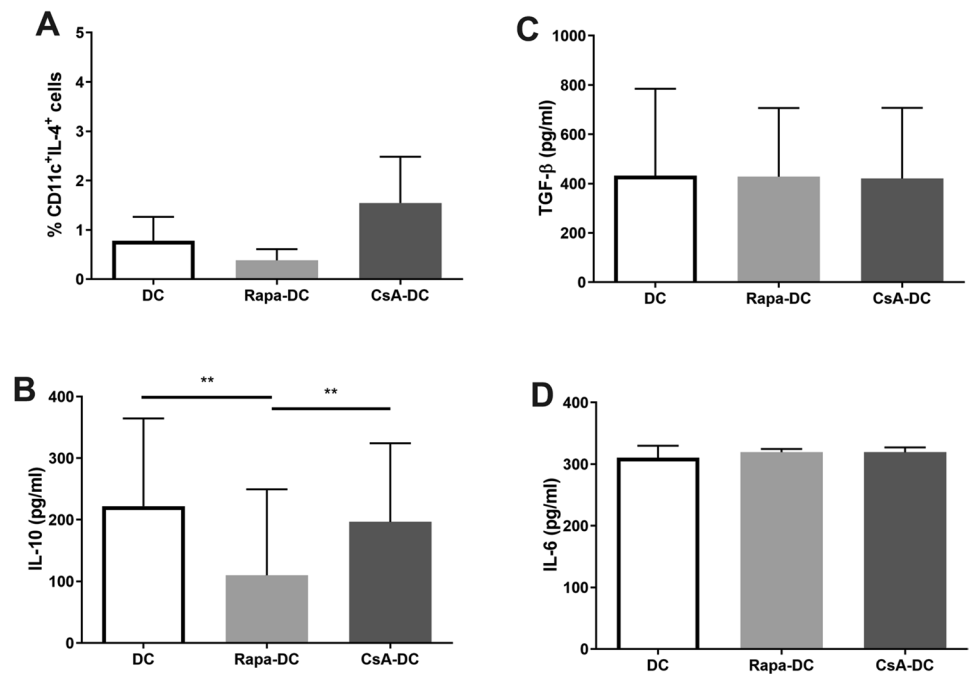 A
% CD11c⁺IL-4⁺ cells
5
4
3
2
1
0
DC Rapa-DC CsA-DC
C
TGF-β (pg/ml)
1000
800
600
400
200
0
DC Rapa-DC CsA-DC
B
IL-10 (pg/ml)
400
300
200
100
0
** **
DC Rapa-DC CsA-DC
D
IL-6 (pg/ml)
400
300
200
100
0
DC Rapa-DC CsA-DC